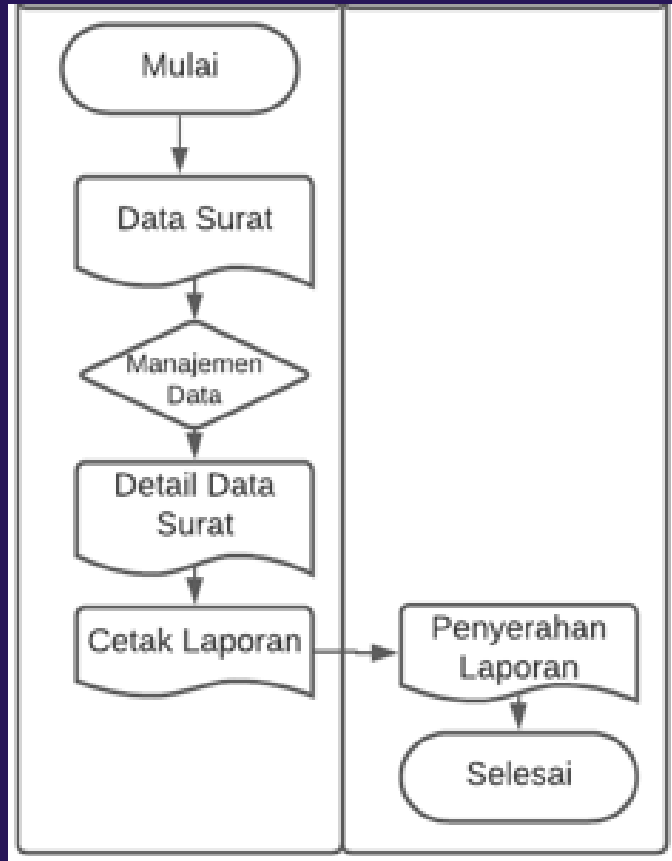 Mulai
Data Surat
Manajemen
Data
Detail Data
Surat
Cetak Laporan
Penyerahan
Laporan
Selesai